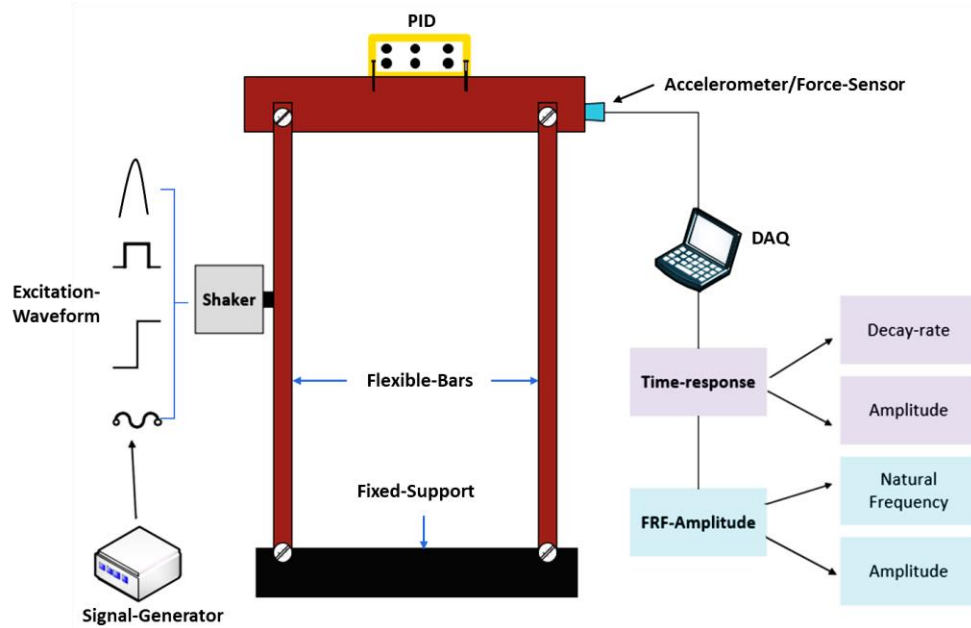 PID
Accelerometer/Force-Sensor
DAQ
Excitation-
Waveform
Shaker
Flexible-Bars
Fixed-Support
Signal-Generator
Time-response
Decay-rate
Amplitude
FRF-Amplitude
Natural
Frequency
Amplitude